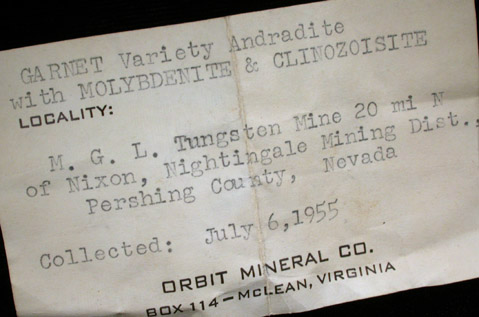 GARNET Variety Andradite
with MOLYBDENITE & CLINOZOISITE
LOCALITY:
M. G. L. Tungsten Mine 20 mi N
of Nixon, Nightingale Mining Dist.,
Pershing County, Nevada
Collected: July 6,1955
ORBIT MINERAL CO.
BOX 114-McLEAN, VIRGINIA